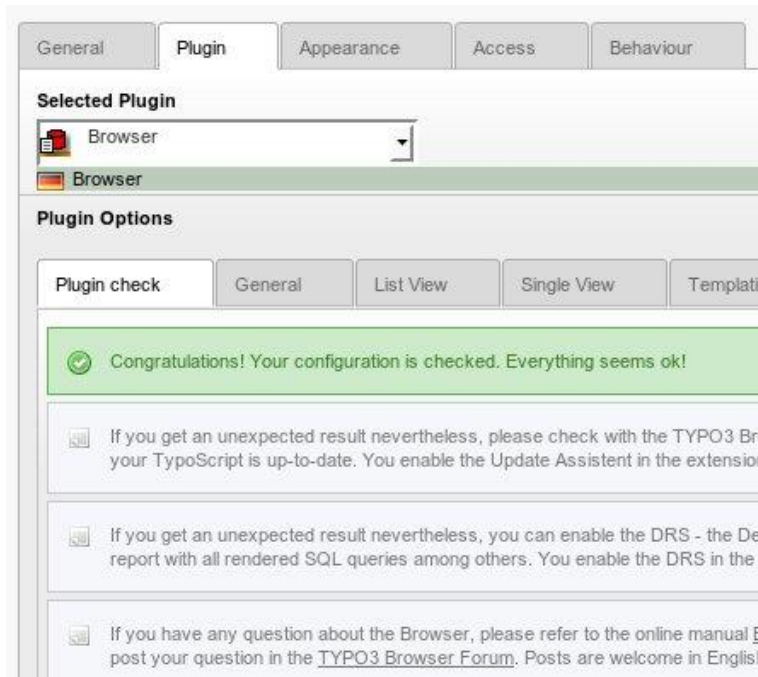 General Plugin Appearance Access Behaviour
Selected Plugin
Browser
Browser
Plugin Options
Plugin check General List View Single View Templati
Congratulations! Your configuration is checked. Everything seems ok!
If you get an unexpected result nevertheless, please check with the TYPO3 Br
your TypoScript is up-to-date. You enable the Update Assistent in the extensio
If you get an unexpected result nevertheless, you can enable the DRS - the De
report with all rendered SQL queries among others. You enable the DRS in the
If you have any question about the Browser, please refer to the online manual
post your question in the TYPO3 Browser Forum. Posts are welcome in Englis